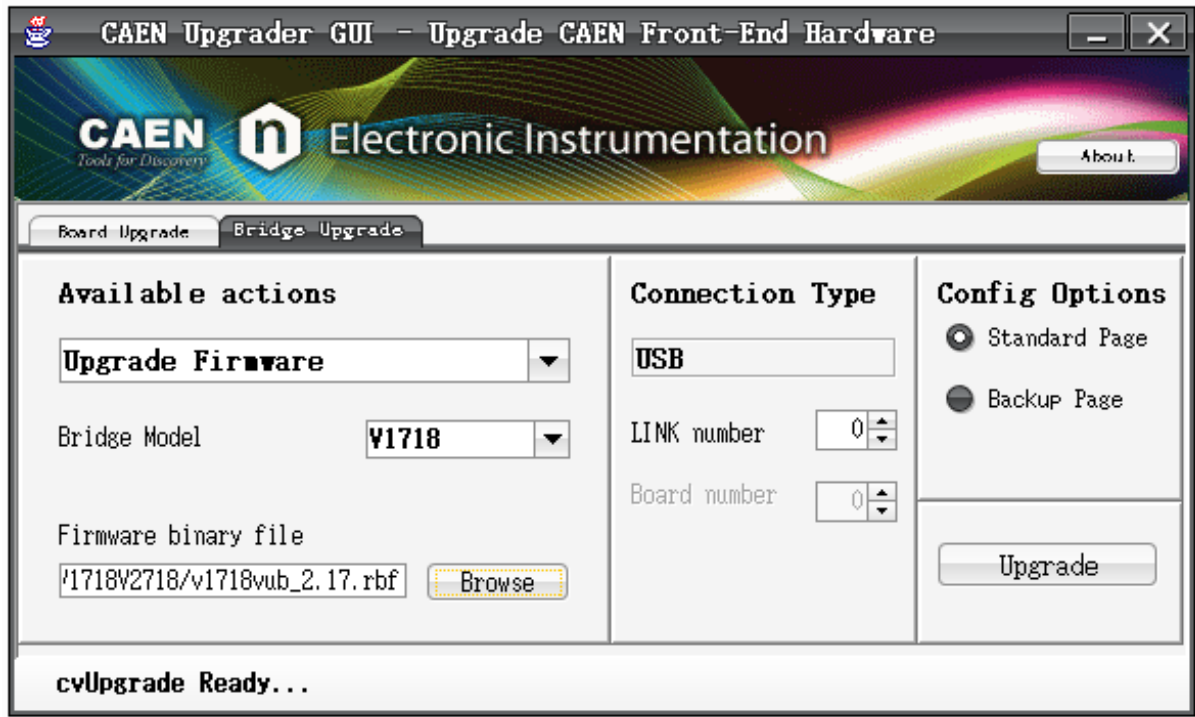 CAEN Upgrader GUI - Upgrade CAEN Front-End Hardware
CAEN n Electronic Instrumentation
Tools for Discovery
About
Board Upgrade Bridge Upgrade
Available actions
Upgrade Firmware
Bridge Model V1718
Firmware binary file
/1718V2718/v1718vub_2.17.rbf Browse
Connection Type
USB
LINK number 0
Board number 0
Config Options
Standard Page
Backup Page
Upgrade
cvUpgrade Ready...